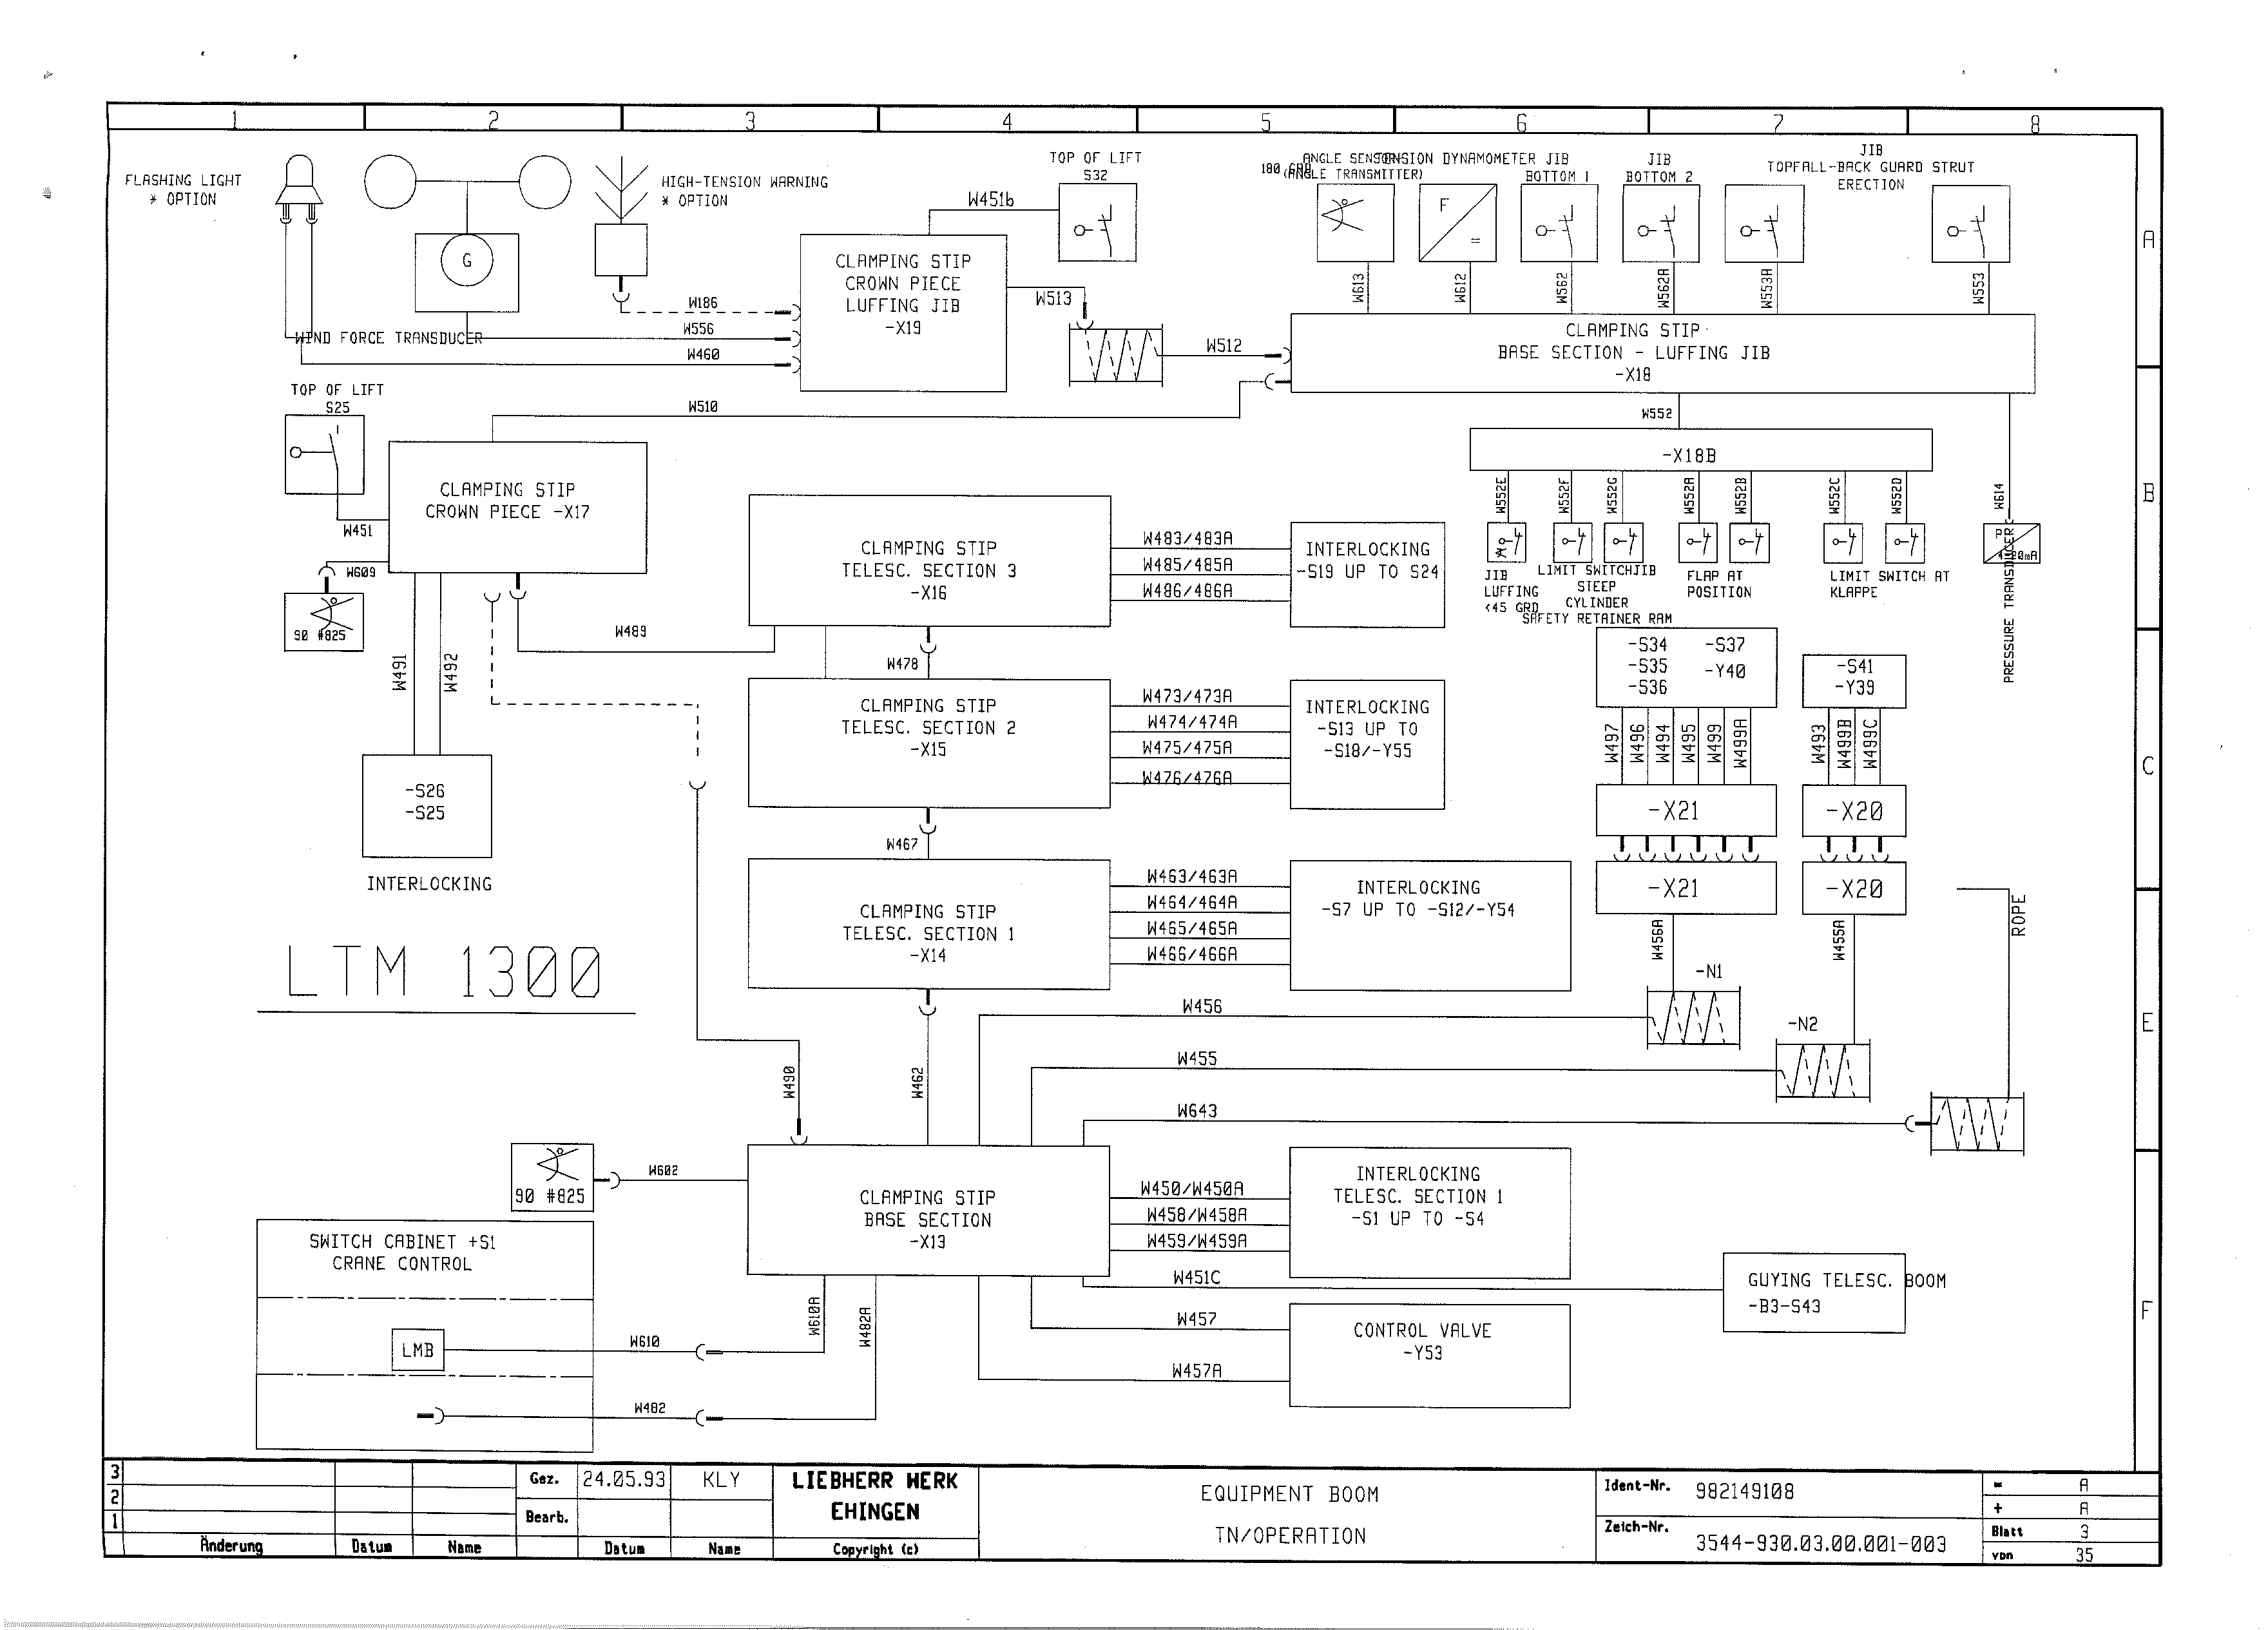 1 2 3 4 5 6 7 8
A
B
C
E
F
FLASHING LIGHT
* OPTION
G
HIGH-TENSION WARNING
* OPTION
WIND FORCE TRANSDUCER
W186
W556
W460
CLAMPING STIP
CROWN PIECE
LUFFING JIB
-X19
W451b
TOP OF LIFT
S32
W513
W512
180 GRD
ANGLE SENSOR
(ANGLE TRANSMITTER)
TENSION DYNAMOMETER JIB
BOTTOM 1
JIB
BOTTOM 2
JIB
TOPFALL-BACK GUARD STRUT
ERECTION
F
=
W613
W612
W562
W562A
W553A
W553
CLAMPING STIP
BASE SECTION - LUFFING JIB
-X18
TOP OF LIFT
S25
W510
W552
-X18B
W614
W451
W609
90 #825
CLAMPING STIP
CROWN PIECE -X17
W491
W492
W489
-S26
-S25
INTERLOCKING
CLAMPING STIP
TELESC. SECTION 3
-X16
W483/483A
W485/485A
W486/486A
INTERLOCKING
-S19 UP TO S24
W478
W552E
W552F
W552G
W552A
W552B
W552C
W552D
JIB
LUFFING
<45 GRD
LIMIT SWITCHJIB
STEEP
CYLINDER
SAFETY RETAINER RAM
FLAP AT
POSITION
LIMIT SWITCH AT
KLAPPE
PRESSURE TRANSDUCER
CLAMPING STIP
TELESC. SECTION 2
-X15
W473/473A
W474/474A
W475/475A
W476/476A
INTERLOCKING
-S13 UP TO
-S18/-Y55
W467
-S34 -S37
-S35 -Y40
-S36
-S41
-Y39
W497
W496
W494
W495
W499
W499A
W493
W499B
W499C
-X21
-X20
-X21
-X20
W456A
W455A
ROPE
-N1
-N2
CLAMPING STIP
TELESC. SECTION 1
-X14
W463/463A
W464/464A
W465/465A
W466/466A
INTERLOCKING
-S7 UP TO -S12/-Y54
LTM 1300
W490
W462
W456
W455
W643
90 #825
W602
CLAMPING STIP
BASE SECTION
-X13
W450/W450A
W458/W458A
W459/W459A
INTERLOCKING
TELESC. SECTION 1
-S1 UP TO -S4
W451C
GUYING TELESC. BOOM
-B3-S43
W457
W457A
CONTROL VALVE
-Y53
SWITCH CABINET +S1
CRANE CONTROL
LMB
W610
W610A
W482A
W482
3
2
1
Änderung Datum Name
Gez. 24.05.93 KLY
Bearb.
Datum Name
LIEBHERR WERK
EHINGEN
Copyright (c)
EQUIPMENT BOOM
TN/OPERATION
Ident-Nr. 982149108
Zeich-Nr. 3544-930.03.00.001-003
= A
+ A
Blatt 3
von 35